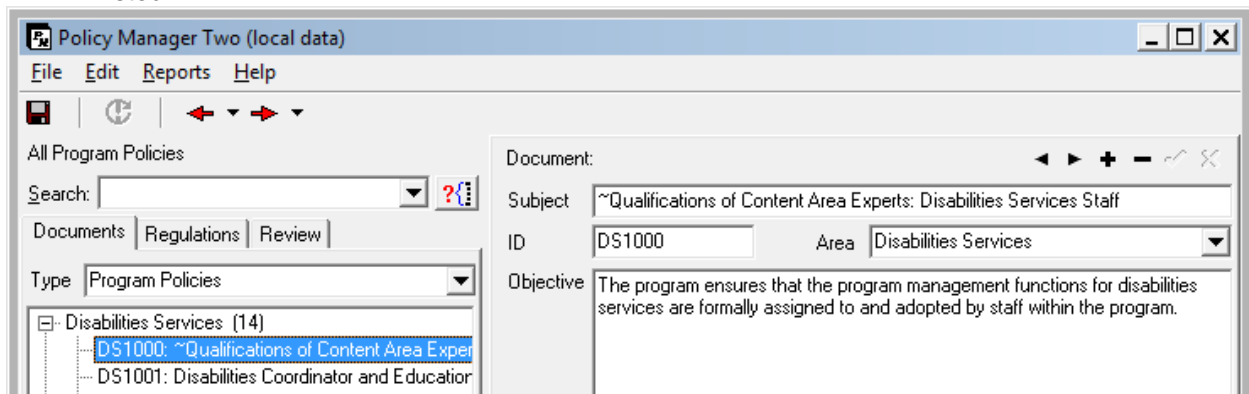 Policy Manager Two (local data)
File Edit Reports Help
All Program Policies
Search:
?{
Documents Regulations Review
Type Program Policies
Disabilities Services (14)
DS1000: ~Qualifications of Content Area Exper
DS1001: Disabilities Coordinator and Education
Document:
Subject ~Qualifications of Content Area Experts: Disabilities Services Staff
ID DS1000 Area Disabilities Services
Objective The program ensures that the program management functions for disabilities
services are formally assigned to and adopted by staff within the program.